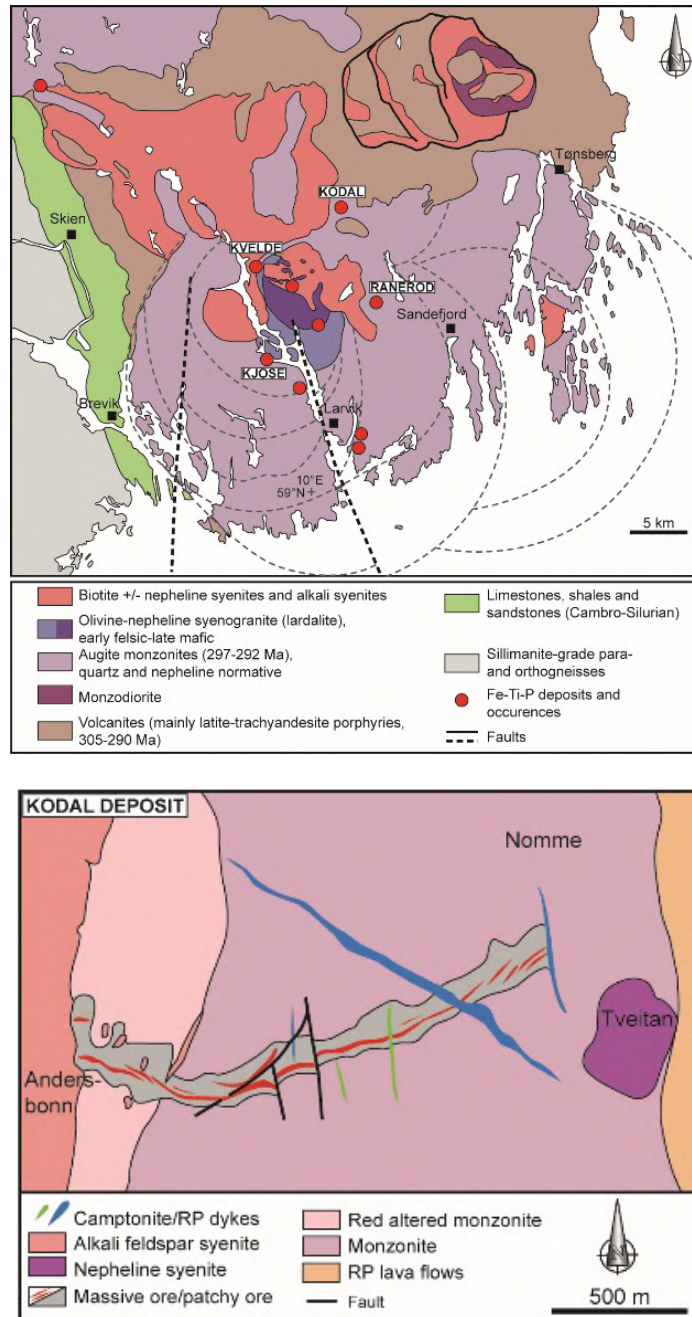 Tønsberg
KODAL
Skien
KVELDE
RANEROD
Sandefjord
KJOSE
Brevik
Larvik
10°E
59°N
5 km
Biotite +/- nepheline syenites and alkali syenites
Olivine-nepheline syenogranite (lardalite),
early felsic-late mafic
Augite monzonites (297-292 Ma),
quartz and nepheline normative
Monzodiorite
Volcanites (mainly latite-trachyandesite porphyries,
305-290 Ma)
Limestones, shales and
sandstones (Cambro-Silurian)
Sillimanite-grade para-
and orthogneisses
Fe-Ti-P deposits and
occurences
Faults
KODAL DEPOSIT
Nomme
Tveitan
Anders-
bonn
Camptonite/RP dykes
Alkali feldspar syenite
Nepheline syenite
Massive ore/patchy ore
Red altered monzonite
Monzonite
RP lava flows
Fault
500 m